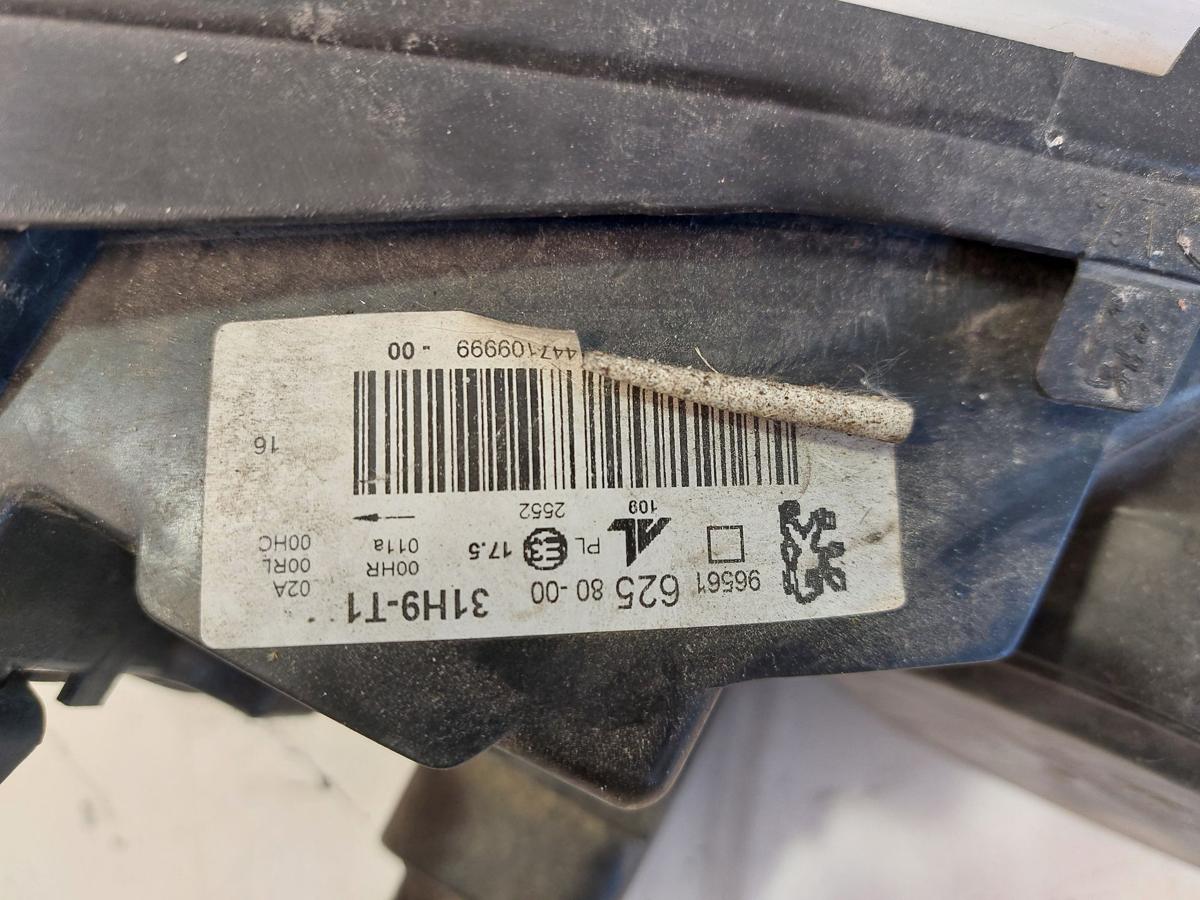 96561 625 80 -00 31H9-T1
AL PL E3 17.5 00HR 02A
109 011a 00RL
2552 00HC
16
447109999 - 00